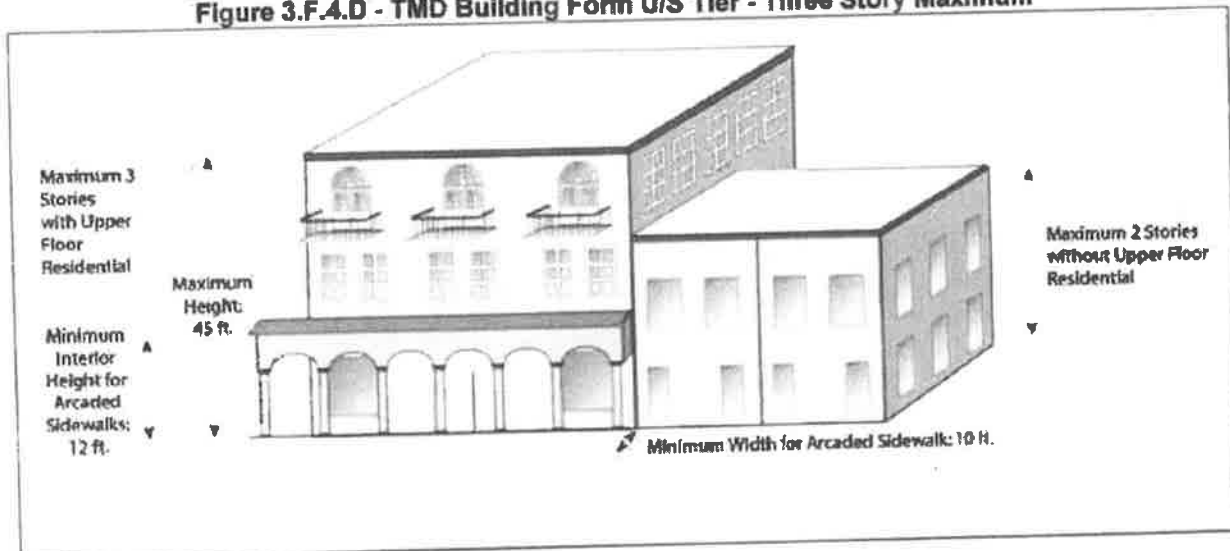 Figure 3.F.4.D - TMD Building Form U/S Tier - Three Story Maximum
Maximum 3
Stories
with Upper
Floor
Residential
Maximum
Height:
45 ft.
Minimum
Interior
Height for
Arcaded
Sidewalks:
12 ft.
Maximum 2 Stories
without Upper Floor
Residential
Minimum Width for Arcaded Sidewalk: 10 ft.